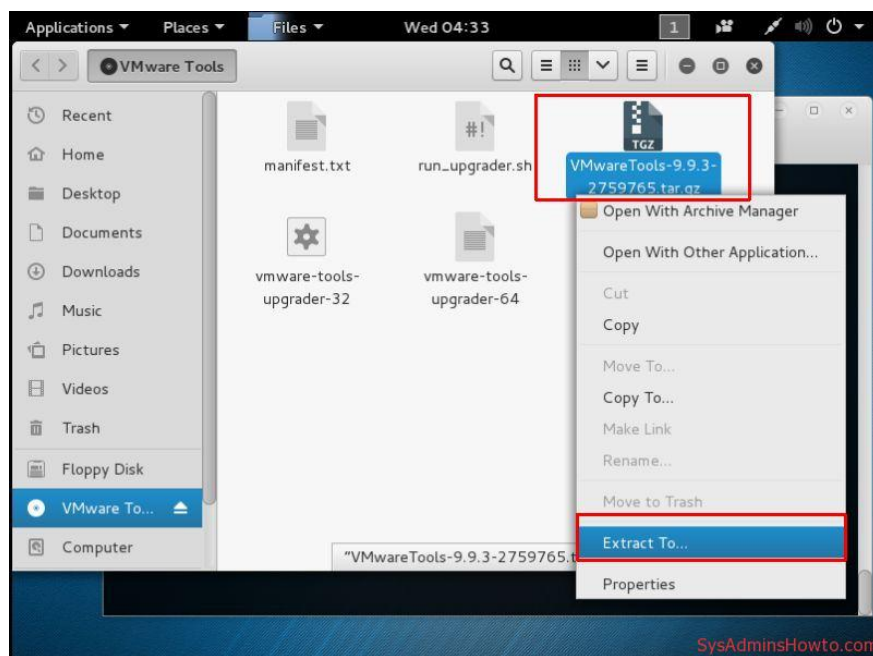 Applications Places Files Wed 04:33 1
VMware Tools
Recent
Home
Desktop
Documents
Downloads
Music
Pictures
Videos
Trash
Floppy Disk
VMware To...
Computer
manifest.txt
#!
run_upgrader.sh
TGZ
VMwareTools-9.9.3-
2759765.tar.gz
vmware-tools-
upgrader-32
vmware-tools-
upgrader-64
Open With Archive Manager
Open With Other Application...
Cut
Copy
Move To...
Copy To...
Make Link
Rename...
Move to Trash
Extract To...
Properties
"VMwareTools-9.9.3-2759765.t
SysAdminsHowto.com